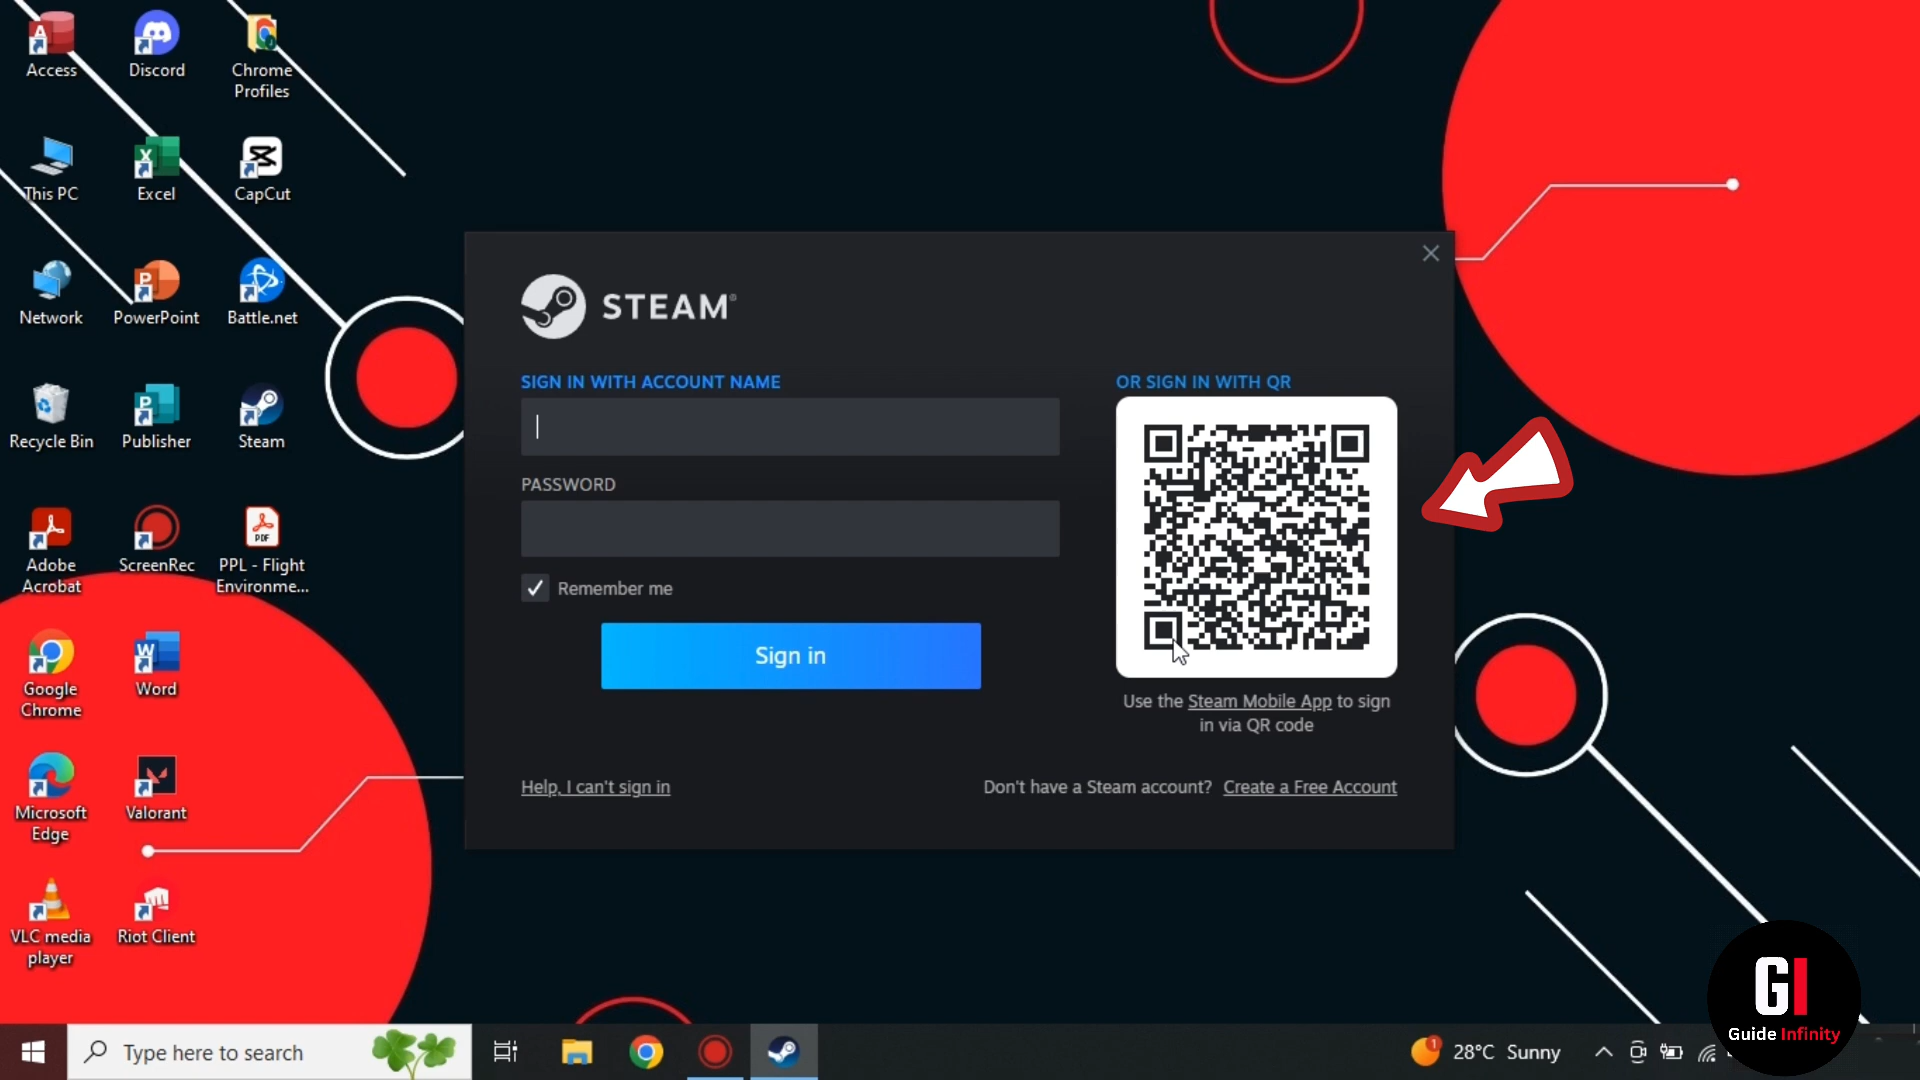 Access
Discord
Chrome
Profiles
This PC
Excel
CapCut
Network
PowerPoint
Battle.net
Recycle Bin
Publisher
Steam
Adobe
Acrobat
ScreenRec
PPL - Flight
Environme...
PDF
Google
Chrome
Word
Microsoft
Edge
Valorant
VLC media
player
Riot Client
STEAM®
SIGN IN WITH ACCOUNT NAME
PASSWORD
Remember me
Sign in
OR SIGN IN WITH QR
Use the Steam Mobile App to sign
in via QR code
Help, I can't sign in
Don't have a Steam account? Create a Free Account
Type here to search
1
28°C Sunny
GI
Guide Infinity